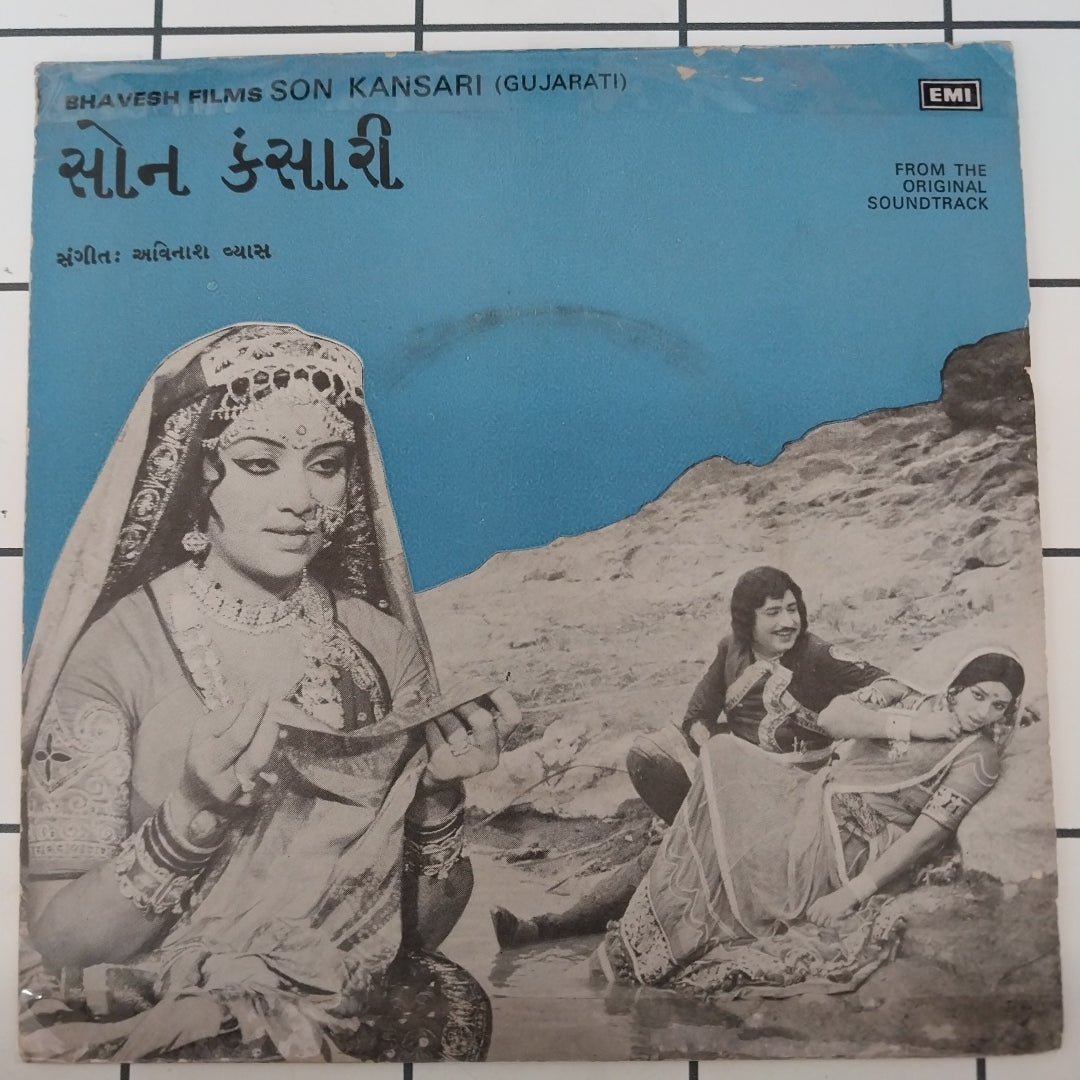 BHAVESH FILMS SON KANSARI (GUJARATI)
EMI
સોન કંસારી
FROM THE
ORIGINAL
SOUNDTRACK
સંગીતઃ અવિનાશ વ્યાસ